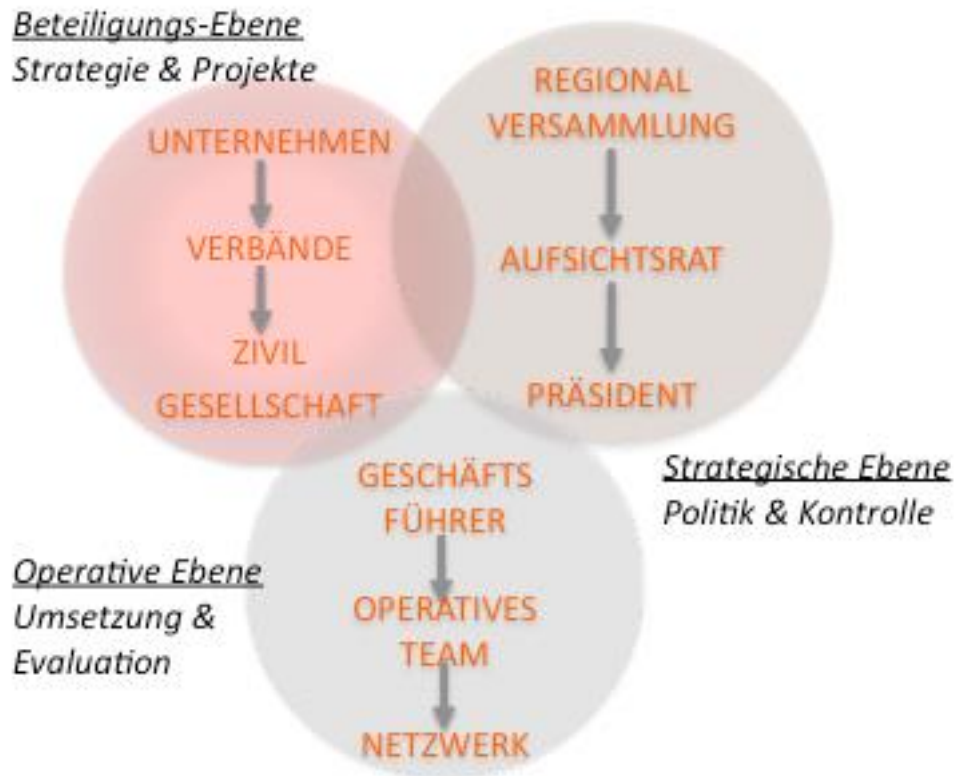 Beteiligungs-Ebene
Strategie & Projekte
UNTERNEHMEN
VERBÄNDE
ZIVIL
GESELLSCHAFT
REGIONAL
VERSAMMLUNG
AUFSICHTSRAT
PRÄSIDENT
Strategische Ebene
Politik & Kontrolle
GESCHÄFTS
FÜHRER
OPERATIVES
TEAM
NETZWERK
Operative Ebene
Umsetzung &
Evaluation